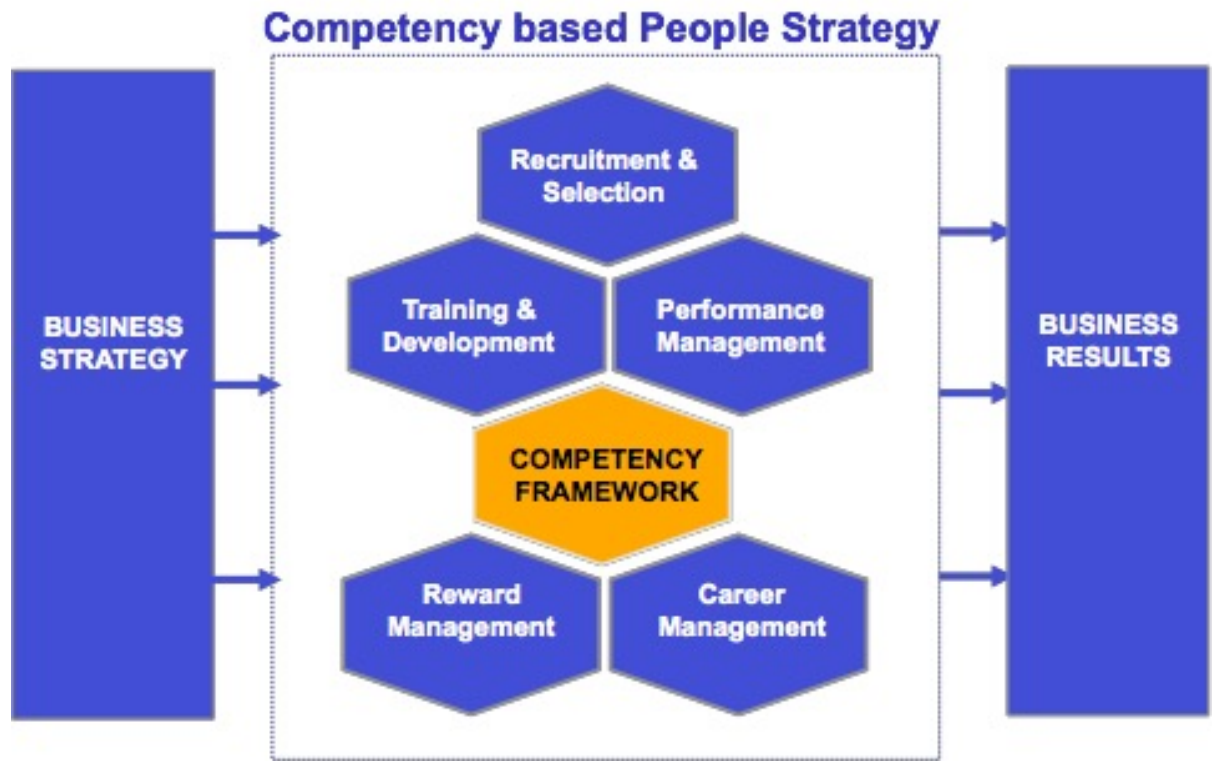 Competency based People Strategy
BUSINESS
STRATEGY
Recruitment &
Selection
Training &
Development
Performance
Management
COMPETENCY
FRAMEWORK
Reward
Management
Career
Management
BUSINESS
RESULTS